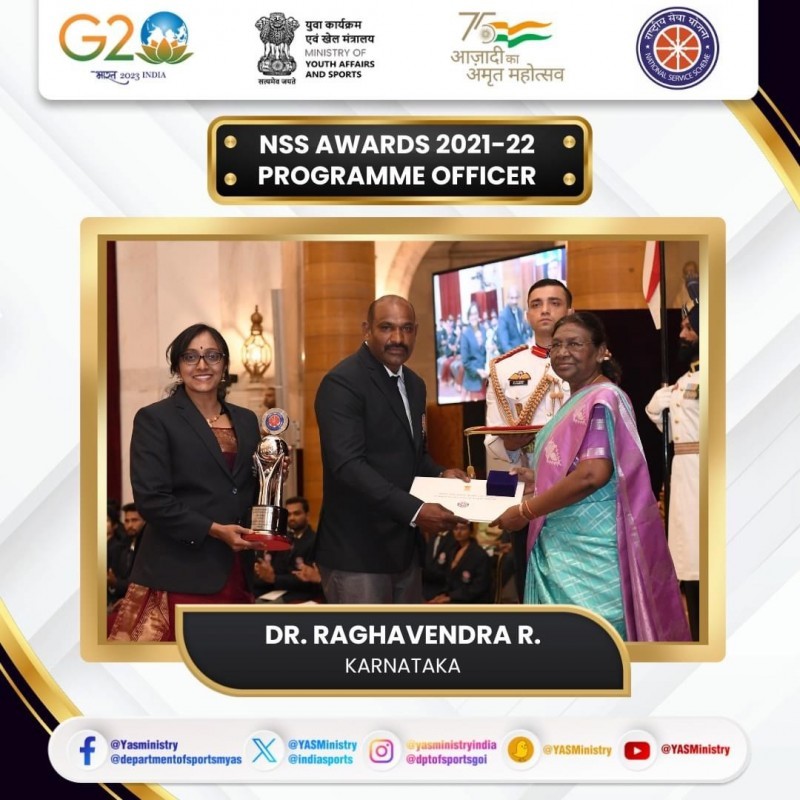 G20
भारत 2023 INDIA
सत्यमेव जयते
युवा कार्यक्रम
एवं खेल मंत्रालय
MINISTRY OF
YOUTH AFFAIRS
AND SPORTS
75
आज़ादी का
अमृत महोत्सव
राष्ट्रीय सेवा योजना
NATIONAL SERVICE SCHEME
NSS AWARDS 2021-22
PROGRAMME OFFICER
DR. RAGHAVENDRA R.
KARNATAKA
@Yasministry
@departmentofsportsmyas
@YASMinistry
@indiasports
@yasministryindia
@dptofsportsgoi
@YASMinistry
@YASMinistry